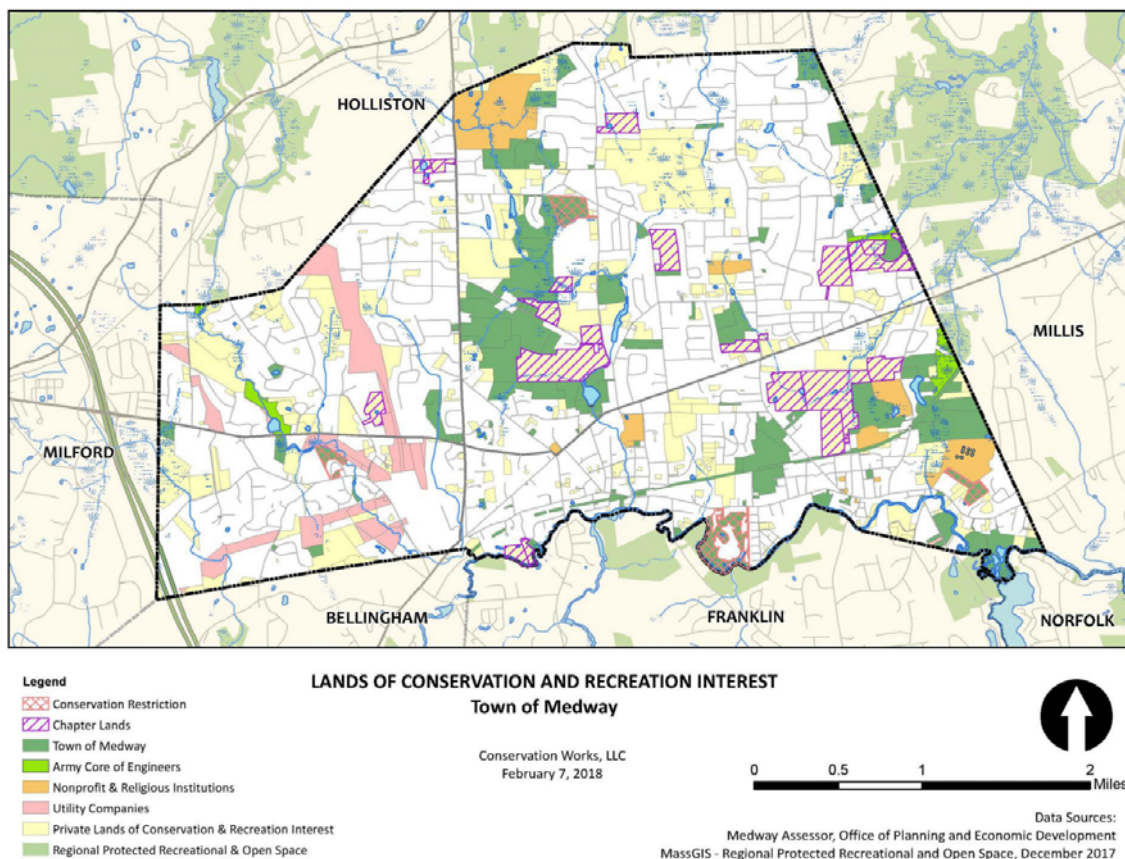 HOLLISTON
MILLIS
MILFORD
BELLINGHAM
FRANKLIN
NORFOLK
Legend
Conservation Restriction
Chapter Lands
Town of Medway
Army Core of Engineers
Nonprofit & Religious Institutions
Utility Companies
Private Lands of Conservation & Recreation Interest
Regional Protected Recreational & Open Space
LANDS OF CONSERVATION AND RECREATION INTEREST
Town of Medway
Conservation Works, LLC
February 7, 2018
0 0.5 1 2
Miles
Data Sources:
Medway Assessor, Office of Planning and Economic Development
MassGIS - Regional Protected Recreational and Open Space, December 2017